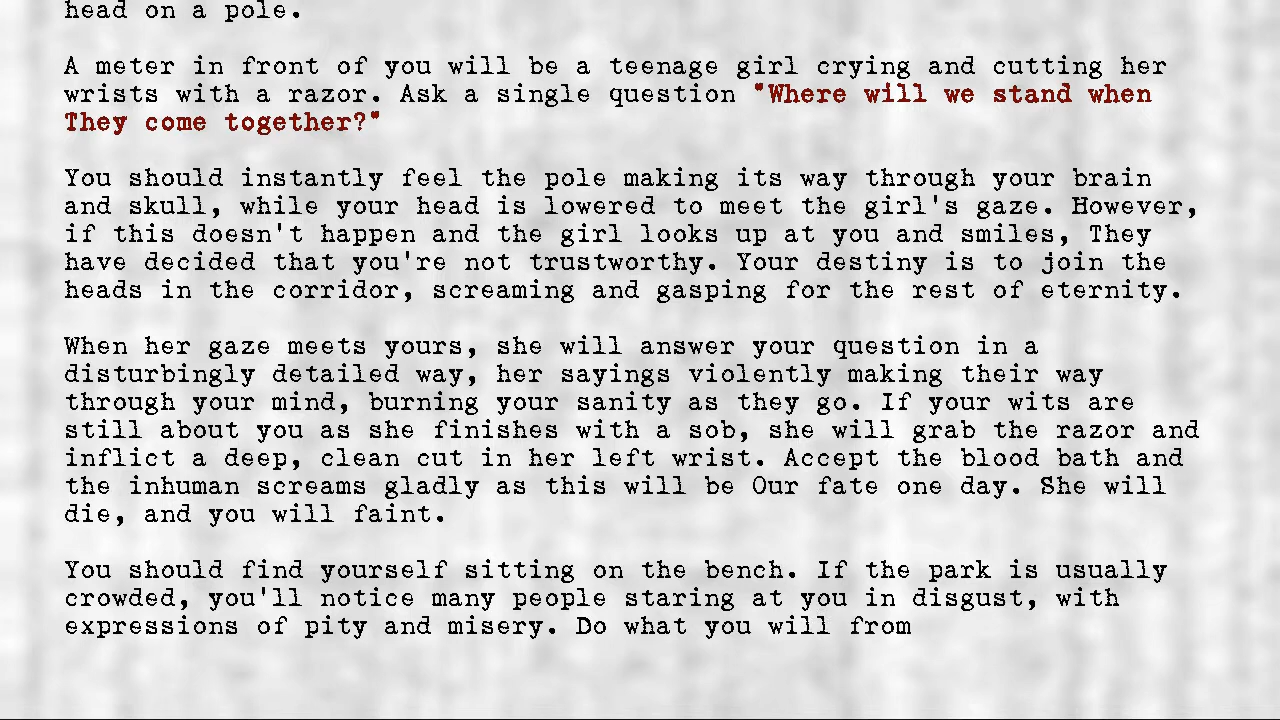 head on a pole.
A meter in front of you will be a teenage girl crying and cutting her
wrists with a razor. Ask a single question "Where will we stand when
They come together?"
You should instantly feel the pole making its way through your brain
and skull, while your head is lowered to meet the girl's gaze. However,
if this doesn't happen and the girl looks up at you and smiles, They
have decided that you're not trustworthy. Your destiny is to join the
heads in the corridor, screaming and gasping for the rest of eternity.
When her gaze meets yours, she will answer your question in a
disturbingly detailed way, her sayings violently making their way
through your mind, burning your sanity as they go. If your wits are
still about you as she finishes with a sob, she will grab the razor and
inflict a deep, clean cut in her left wrist. Accept the blood bath and
the inhuman screams gladly as this will be Our fate one day. She will
die, and you will faint.
You should find yourself sitting on the bench. If the park is usually
crowded, you'll notice many people staring at you in disgust, with
expressions of pity and misery. Do what you will from